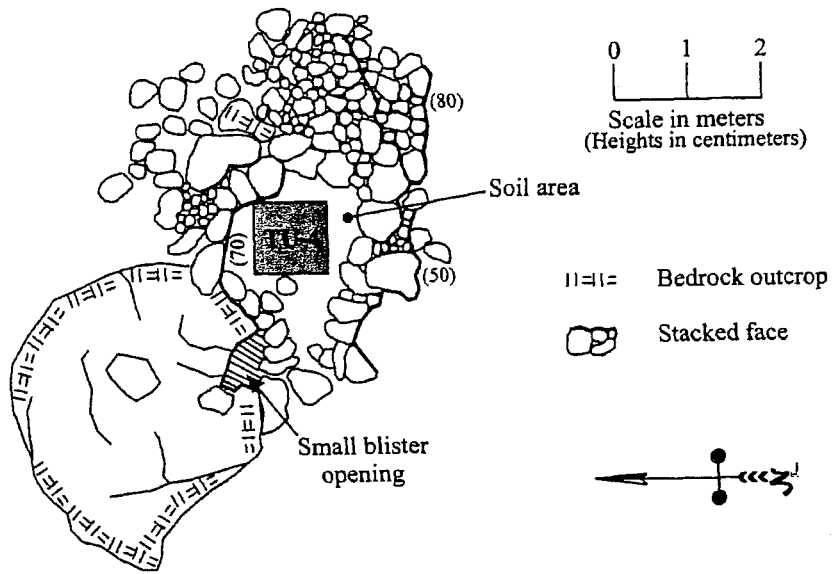 0 1 2
Scale in meters
(Heights in centimeters)
(80)
Soil area
(70)
(50)
Bedrock outcrop
Stacked face
Small blister
opening